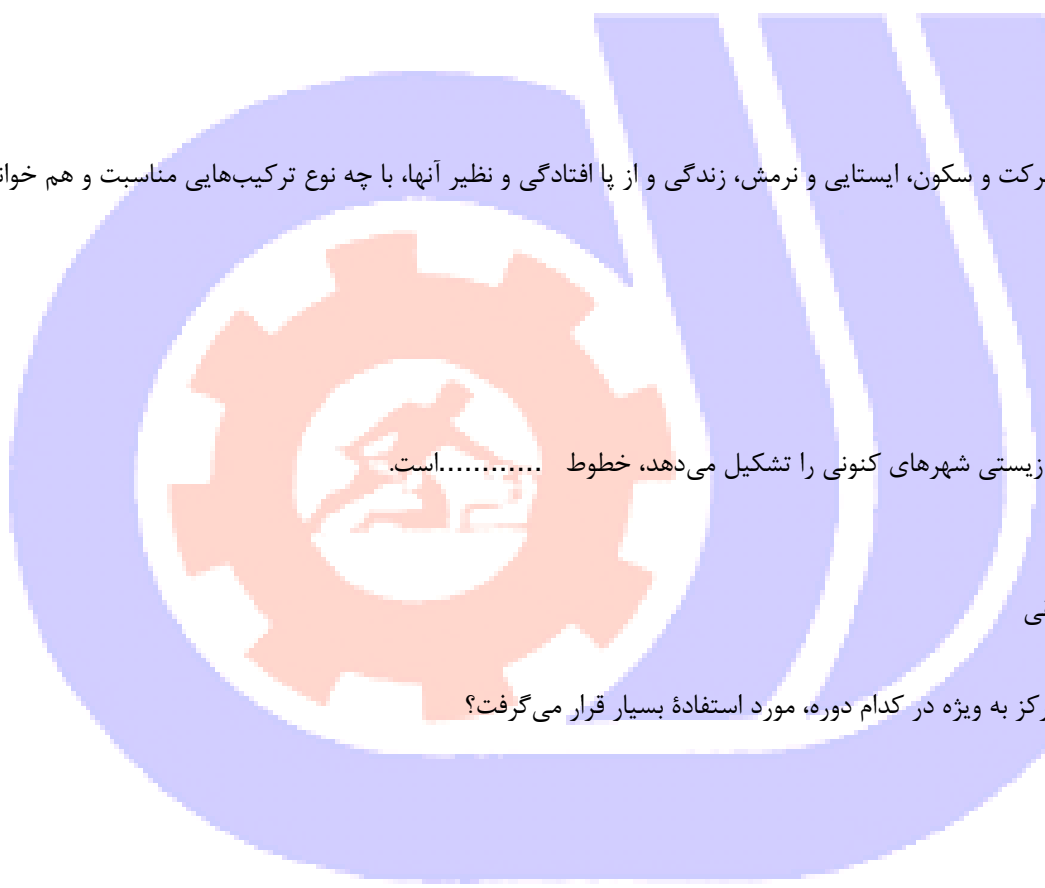 رکت و سکون، ایستایی و نرمش، زندگی و از پا افتادگی و نظیر آنها، با چه نوع ترکیب‌هایی مناسبت و هم خوان
زیستی شهرهای کنونی را تشکیل می‌دهد، خطوط ............است.
نی
رکز به ویژه در کدام دوره، مورد استفادهٔ بسیار قرار می‌گرفت؟